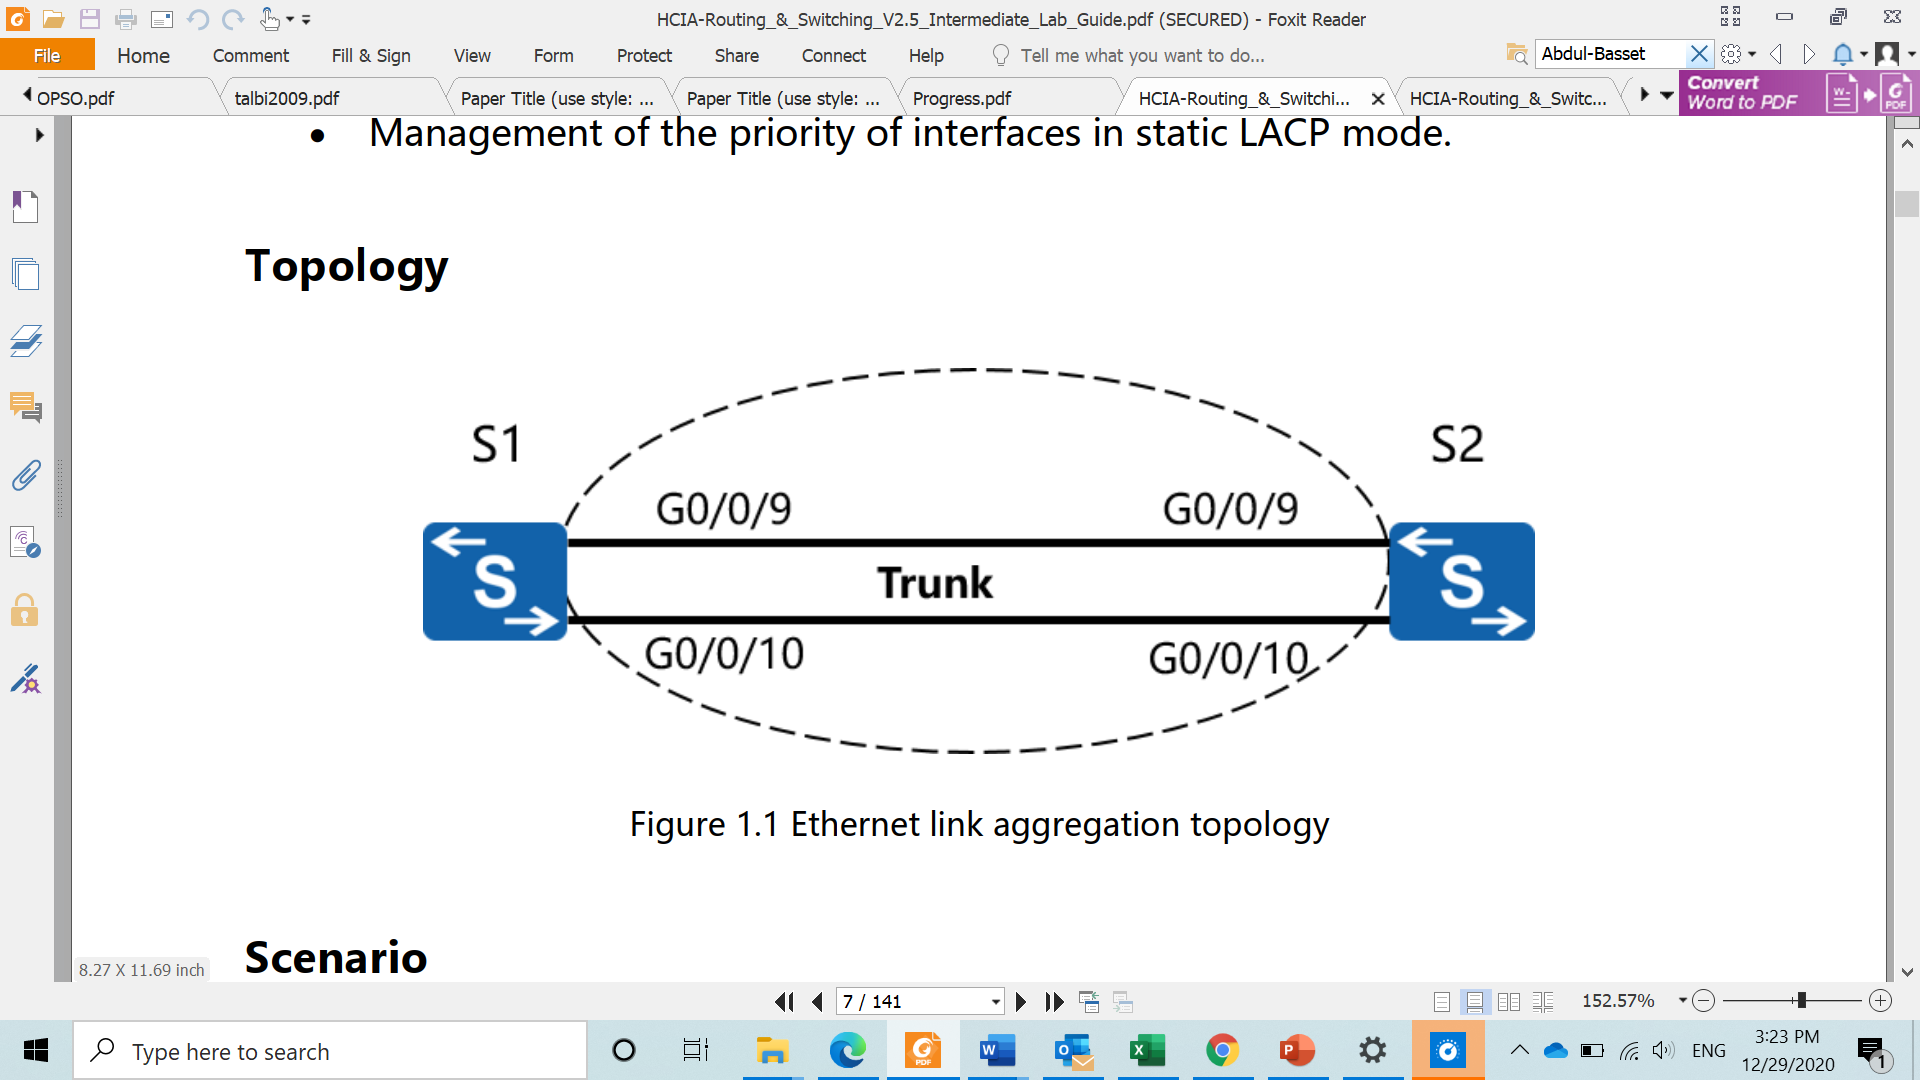 HCIA-Routing_&_Switching_V2.5_Intermediate_Lab_Guide.pdf (SECURED) - Foxit Reader
File Home Comment Fill & Sign View Form Protect Share Connect Help Tell me what you want to do... Abdul-Basset
OPSO.pdf talbi2009.pdf Paper Title (use style: ... Paper Title (use style: ... Progress.pdf HCIA-Routing_&_Switchi... HCIA-Routing_&_Switc... Convert
Word to PDF
• Management of the priority of interfaces in static LACP mode.
Topology
S1 S2
G0/0/9 G0/0/9
S Trunk S
G0/0/10 G0/0/10
Figure 1.1 Ethernet link aggregation topology
Scenario
8.27 X 11.69 inch
7 / 141 152.57%
Type here to search ENG 3:23 PM
12/29/2020
1